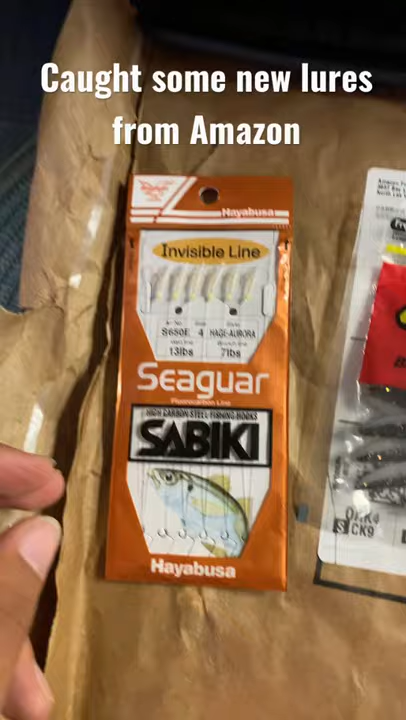 Caught some new lures
from Amazon
Hayabusa
Invisible Line
S650E 4 HAGE-AURORA
13lbs 7lbs
Seaguar
Fluorocarbon Line
HIGH CARBON STEEL FISHING HOOKS
SABIKI
Hayabusa
S CK9